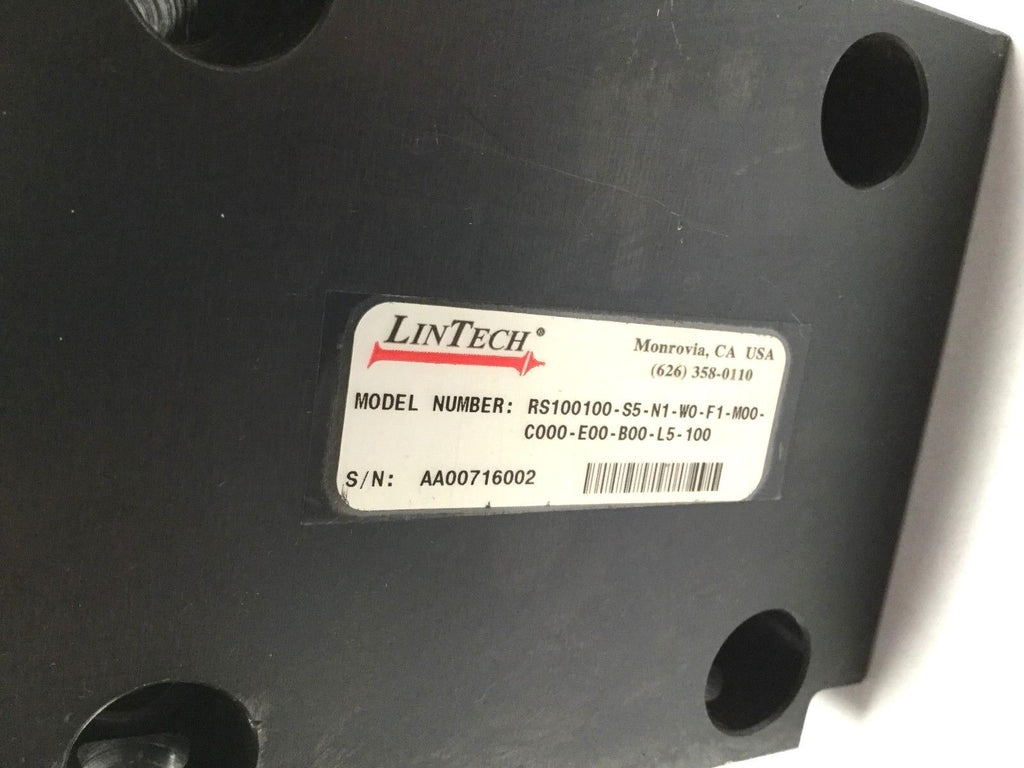 LINTECH®
Monrovia, CA USA
(626) 358-0110
MODEL NUMBER: RS100100-S5-N1-W0-F1-M00-
C000-E00-B00-L5-100
S/N: AA00716002